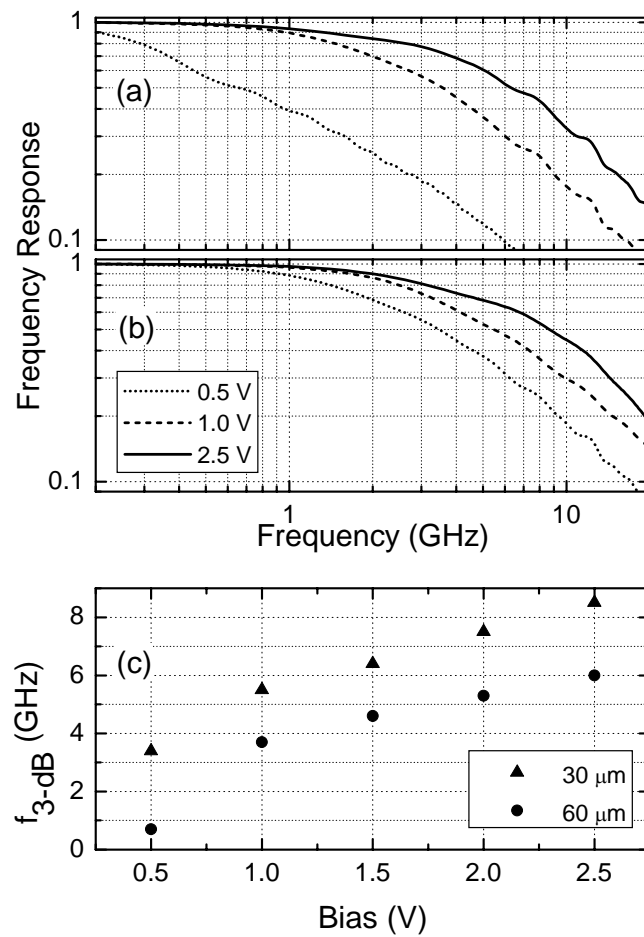 1
(a)
0.1
1
(b)
0.5 V
1.0 V
2.5 V
0.1
Frequency Response
1
10
Frequency (GHz)
8
(c)
6
4
2
0
f3-dB (GHz)
30 μm
60 μm
0.5
1.0
1.5
2.0
2.5
Bias (V)